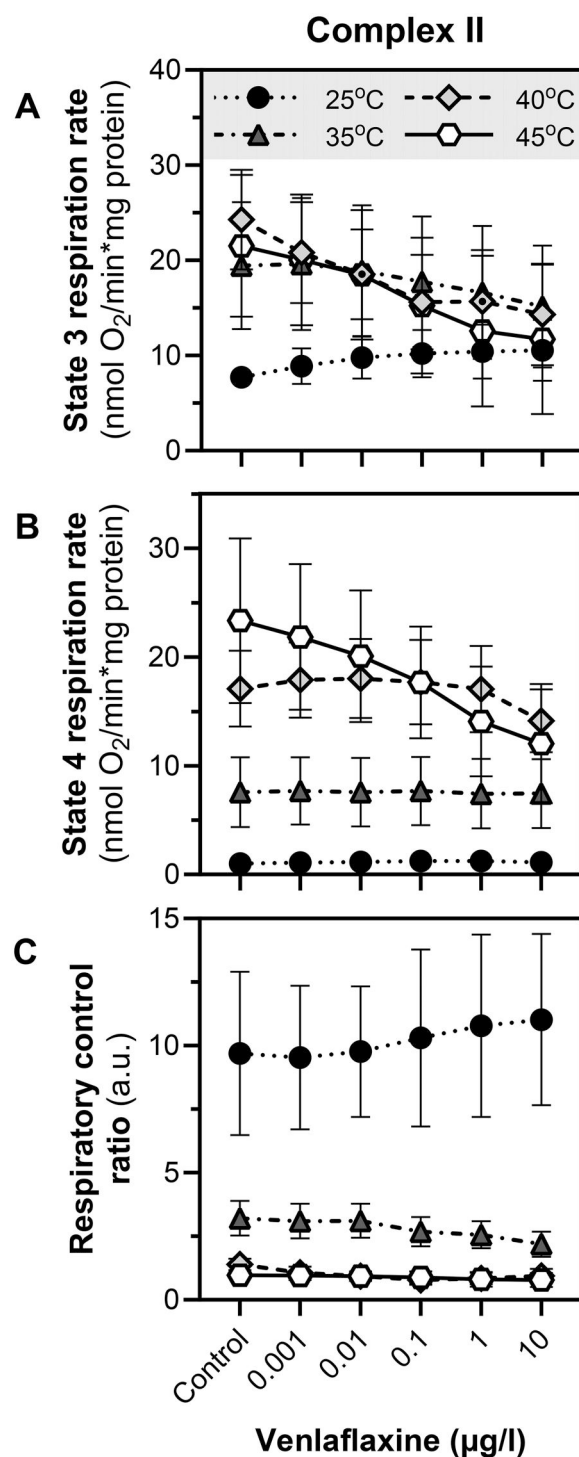 Complex II
A
State 3 respiration rate
(nmol O₂/min*mg protein)
40
30
20
10
0
25°C
40°C
35°C
45°C
B
State 4 respiration rate
(nmol O₂/min*mg protein)
30
20
10
0
C
Respiratory control
ratio (a.u.)
15
10
5
0
Control
0.001
0.01
0.1
1
10
Venlaflaxine (µg/l)